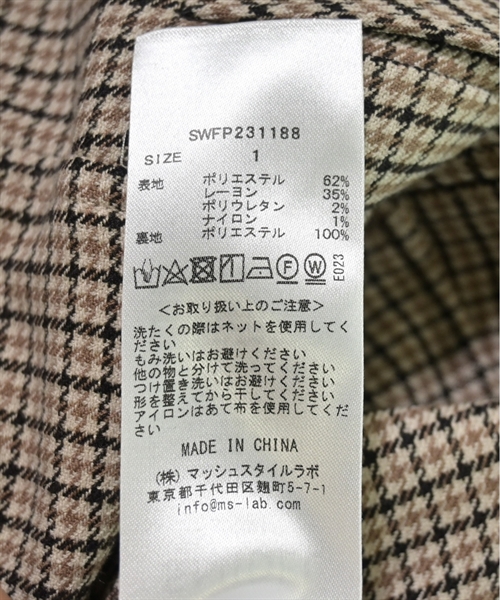 SWFP231188
SIZE 1
表地 ポリエステル 62%
レーヨン 35%
ポリウレタン 2%
ナイロン 1%
裏地 ポリエステル 100%
F W E023
<お取り扱い上のご注意>
洗たくの際はネットを使用してく
ださい
もみ洗いはお避けください
他の物と分けて洗ってください
つけ置き洗いはお避けください
形を整えてから干してください
アイロンはあて布を使用してくだ
さい
MADE IN CHINA
(株) マッシュスタイルラボ
東京都千代田区麹町5-7-1
info@ms-lab.com